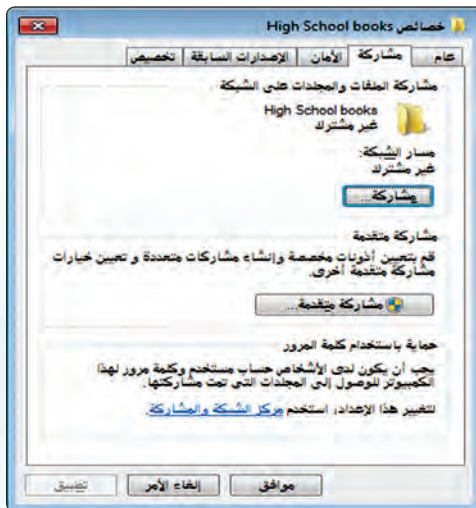 خصائص High School books
عام
مشاركة
الأمان
الإصدارات السابقة
تخصيص
مشاركة الملفات والمجلدات على الشبكة
High School books
غير مشترك
مسار الشبكة:
غير مشترك
مشاركة...
مشاركة متقدمة
قم بتعيين أذونات مخصصة وإنشاء مشاركات متعددة و تعيين خيارات
مشاركة متقدمة أخرى.
مشاركة متقدمة...
حماية باستخدام كلمة المرور
يجب أن يكون لدى الأشخاص حساب مستخدم وكلمة مرور لهذا
الكمبيوتر للوصول إلى المجلدات التي تمت مشاركتها.
لتغيير هذا الإعداد، استخدم مركز الشبكة والمشاركة.
موافق
إلغاء الأمر
تطبيق